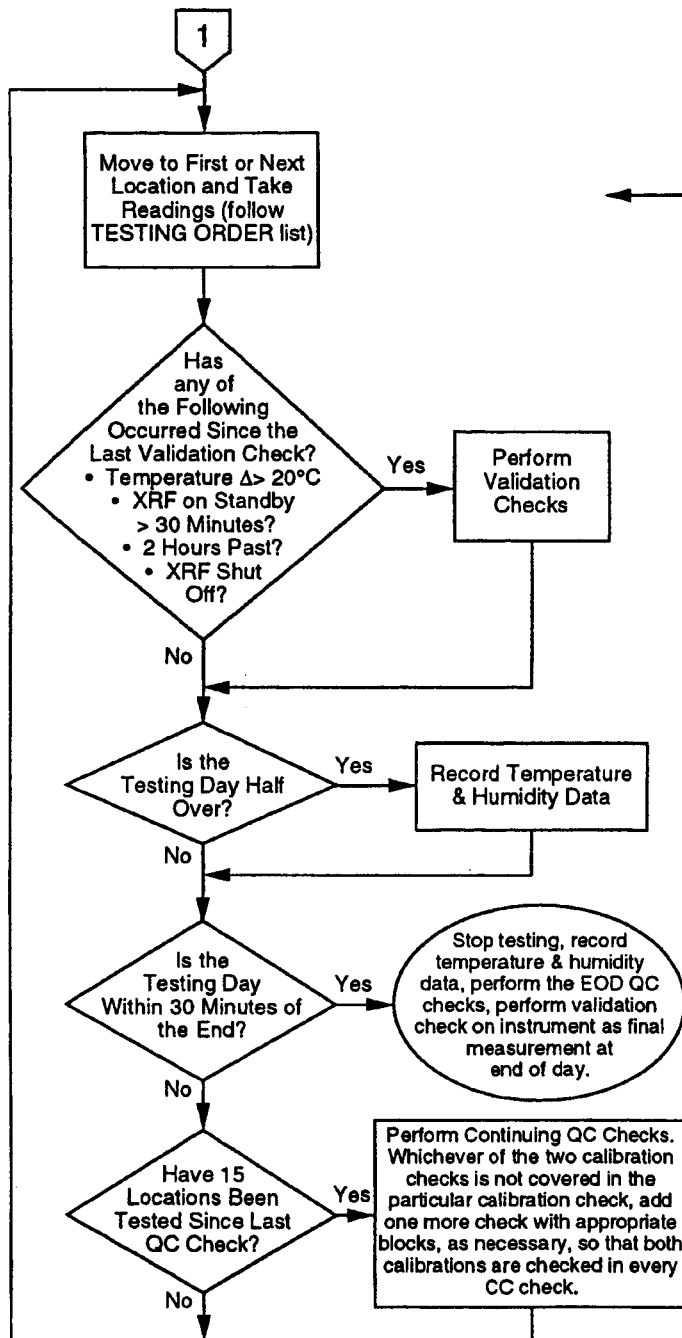 1
Move to First or Next
Location and Take
Readings (follow
TESTING ORDER list)
Has
any of
the Following
Occurred Since the
Last Validation Check?
• Temperature Δ> 20°C
• XRF on Standby
> 30 Minutes?
• 2 Hours Past?
• XRF Shut
Off?
Yes
Perform
Validation
Checks
No
Is the
Testing Day Half
Over?
Yes
Record Temperature
& Humidity Data
No
Is the
Testing Day
Within 30 Minutes of
the End?
Yes
Stop testing, record
temperature & humidity
data, perform the EOD QC
checks, perform validation
check on instrument as final
measurement at
end of day.
No
Have 15
Locations Been
Tested Since Last
QC Check?
Yes
Perform Continuing QC Checks.
Whichever of the two calibration
checks is not covered in the
particular calibration check, add
one more check with appropriate
blocks, as necessary, so that both
calibrations are checked in every
CC check.
No